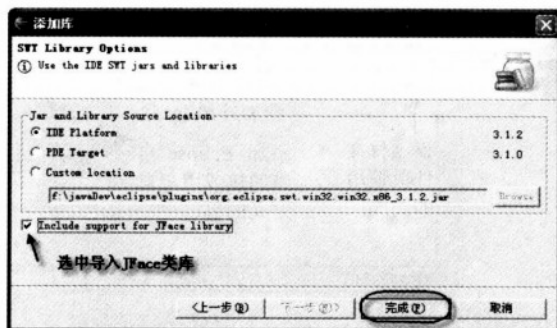 添加库
SWT Library Options
Use the IDE SWT jars and libraries
Jar and Library Source Location
IDE Platform 3.1.2
PDE Target 3.1.0
Custom location
f:\javaDev\eclipse\plugins\org.eclipse.swt.win32.win32.x86_3.1.2.jar Browse
Include support for JFace library
选中导入JFace类库
<上一步(B) 下一步(N)> 完成(F) 取消